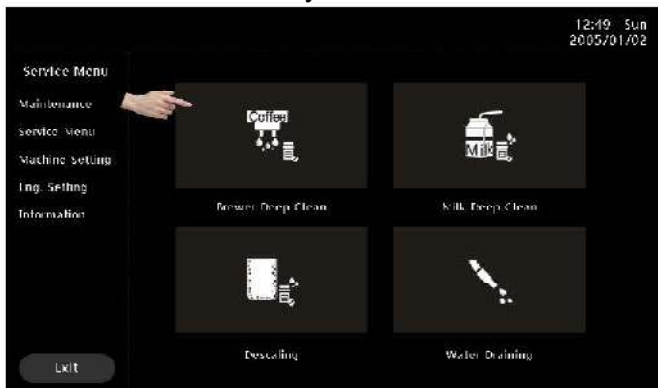 12:49 Sun
2005/01/02
Service Menu
Maintenance
Service Menu
Machine Setting
Eng. Setting
Information
Exit
Coffee
Brewer Deep Clean
Milk
Milk Deep Clean
Descaling
Water Draining